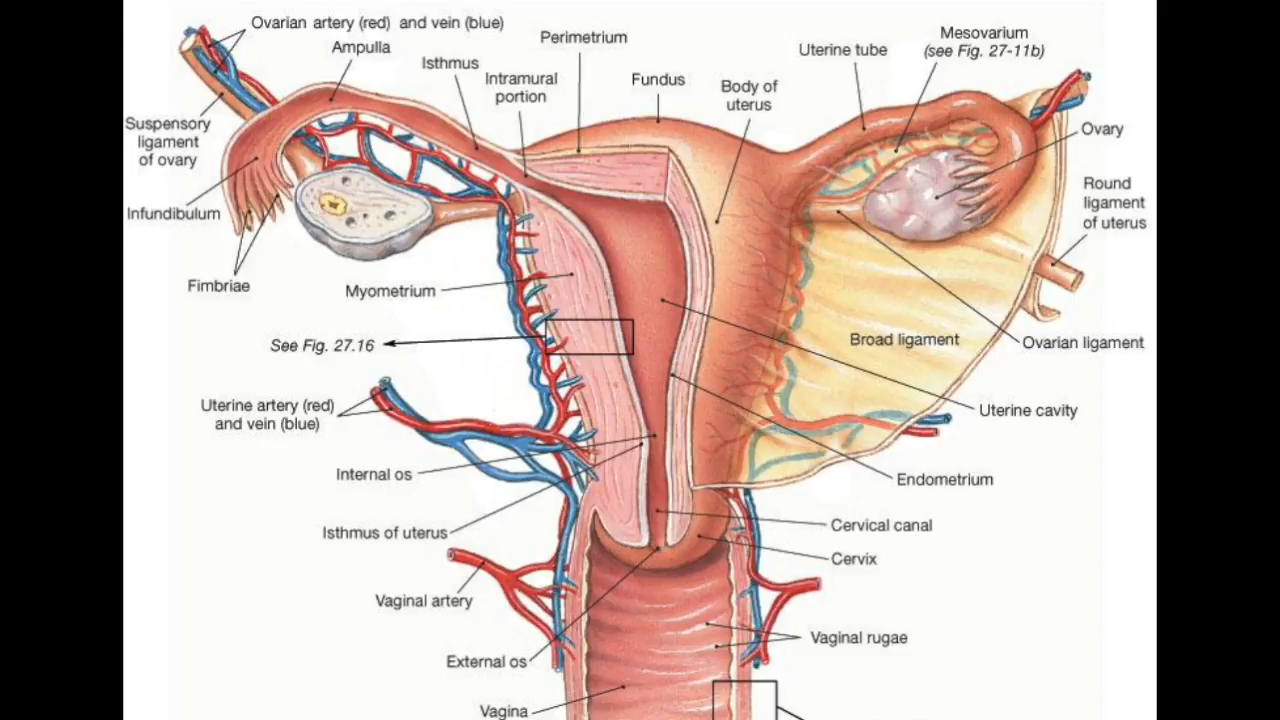 Ovarian artery (red) and vein (blue)
Ampulla
Isthmus
Perimetrium
Intramural
portion
Fundus
Body of
uterus
Uterine tube
Mesovarium
(see Fig. 27-11b)
Suspensory
ligament
of ovary
Ovary
Infundibulum
Round
ligament
of uterus
Fimbriae
Myometrium
See Fig. 27.16
Broad ligament
Ovarian ligament
Uterine artery (red)
and vein (blue)
Uterine cavity
Internal os
Endometrium
Isthmus of uterus
Cervical canal
Cervix
Vaginal artery
Vaginal rugae
External os
Vagina